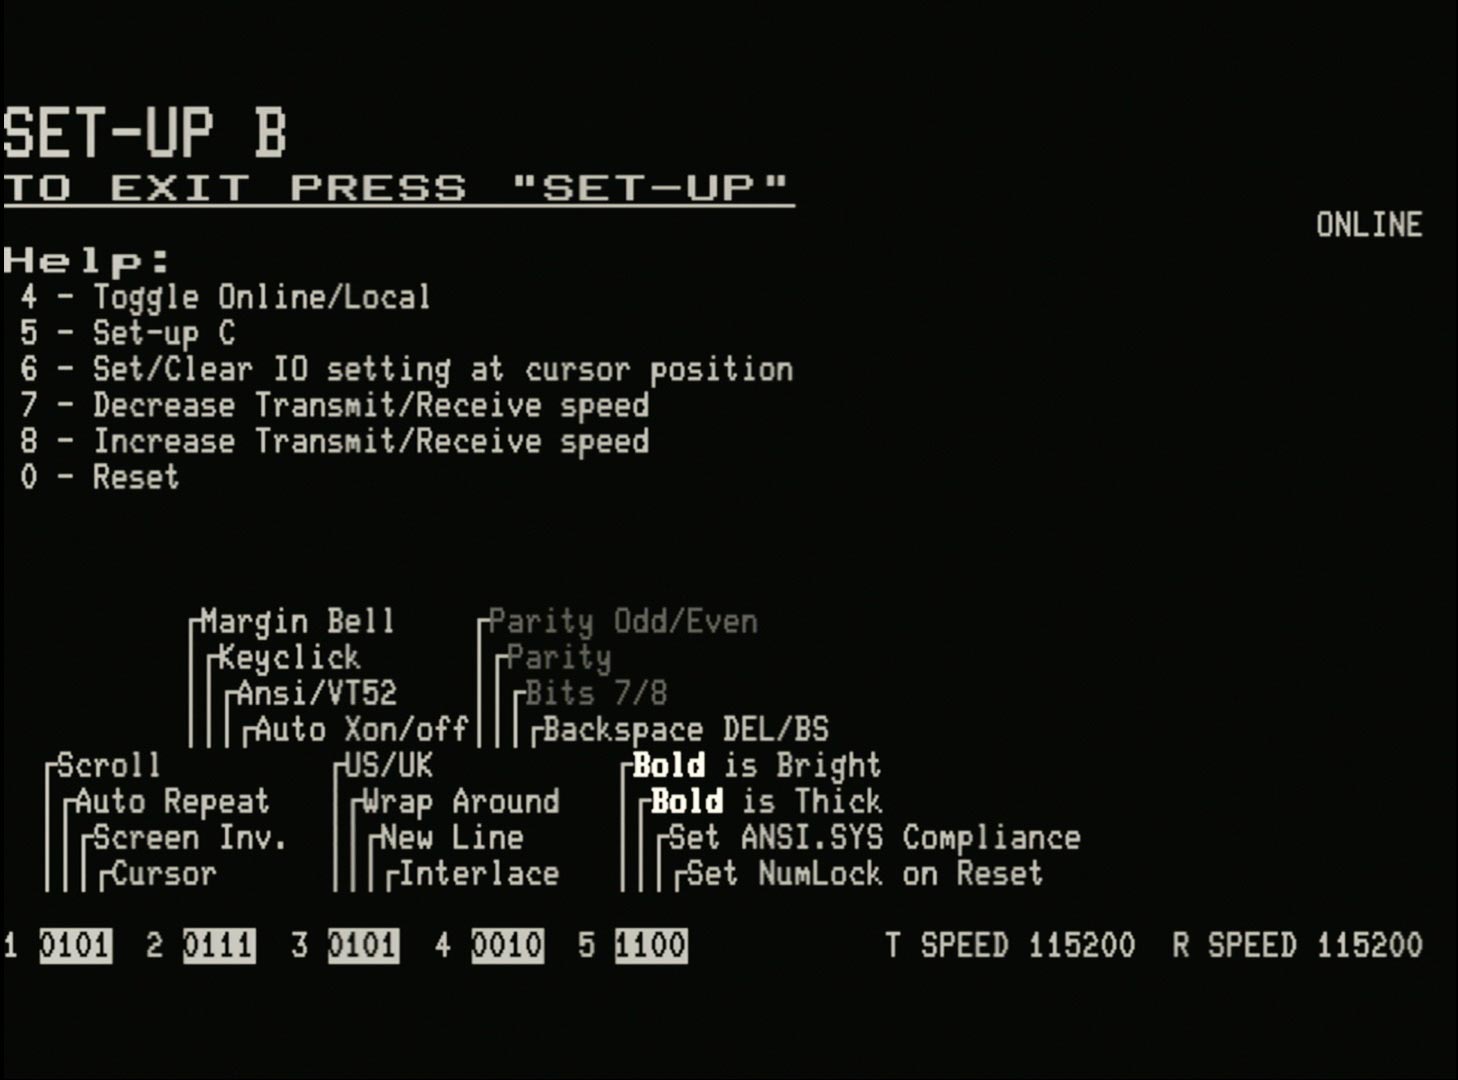 SET-UP B
TO EXIT PRESS "SET-UP"
ONLINE
Help:
4 - Toggle Online/Local
5 - Set-up C
6 - Set/Clear IO setting at cursor position
7 - Decrease Transmit/Receive speed
8 - Increase Transmit/Receive speed
0 - Reset
Margin Bell Parity Odd/Even
Keyclick Parity
Ansi/VT52 Bits 7/8
Auto Xon/off Backspace DEL/BS
Scroll US/UK Bold is Bright
Auto Repeat Wrap Around Bold is Thick
Screen Inv. New Line Set ANSI.SYS Compliance
Cursor Interlace Set NumLock on Reset
1 0101 2 0111 3 0101 4 0010 5 1100 T SPEED 115200 R SPEED 115200